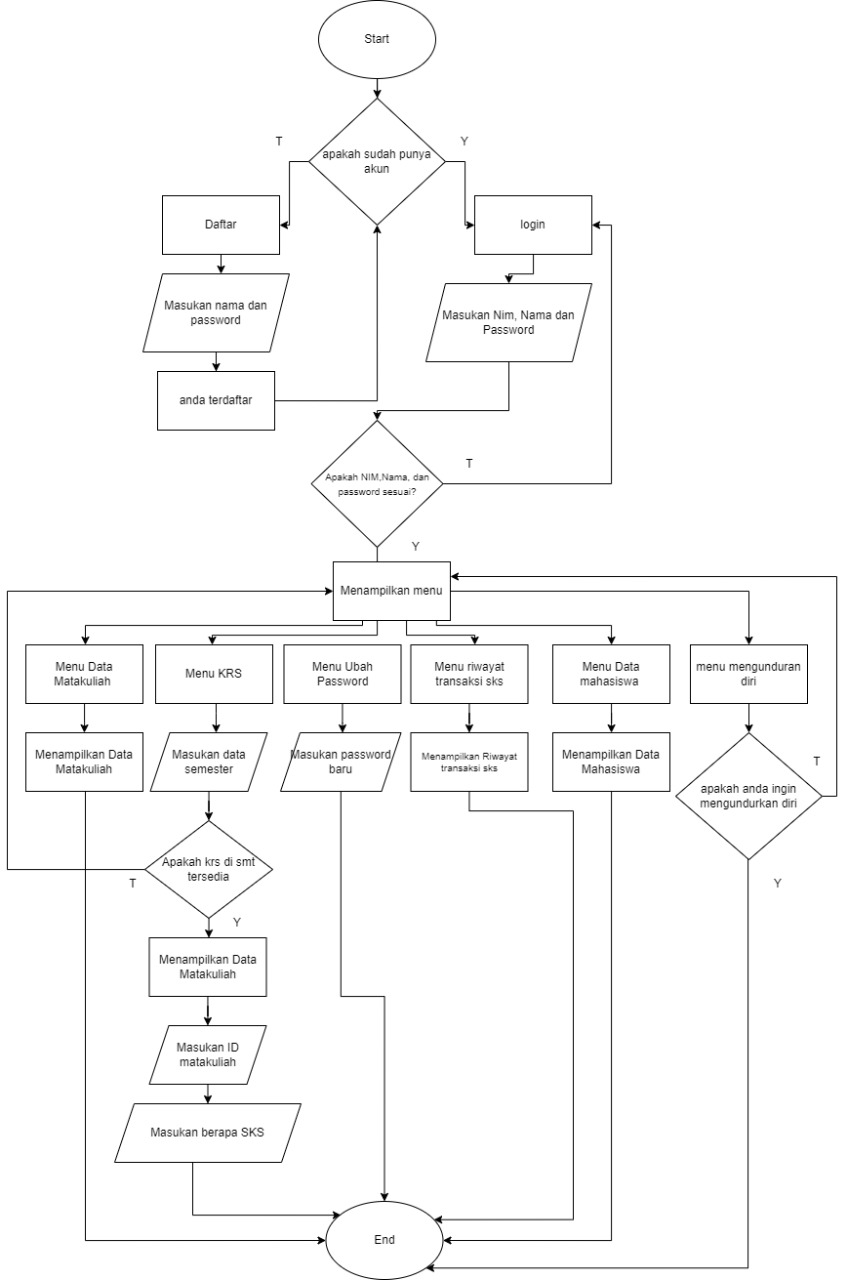 Start
T
Y
apakah sudah punya
akun
Daftar
login
Masukan nama dan
password
Masukan Nim, Nama dan
Password
anda terdaftar
Apakah NIM,Nama, dan
password sesuai?
T
Y
Menampilkan menu
Menu Data
Matakuliah
Menu KRS
Menu Ubah
Password
Menu riwayat
transaksi sks
Menu Data
mahasiswa
menu mengunduran
diri
Menampilkan Data
Matakuliah
Masukan data
semester
Masukan password
baru
Menampilkan Riwayat
transaksi sks
Menampilkan Data
Mahasiswa
apakah anda ingin
mengundurkan diri
T
Y
Apakah krs di smt
tersedia
T
Y
Menampilkan Data
Matakuliah
Masukan ID
matakuliah
Masukan berapa SKS
End